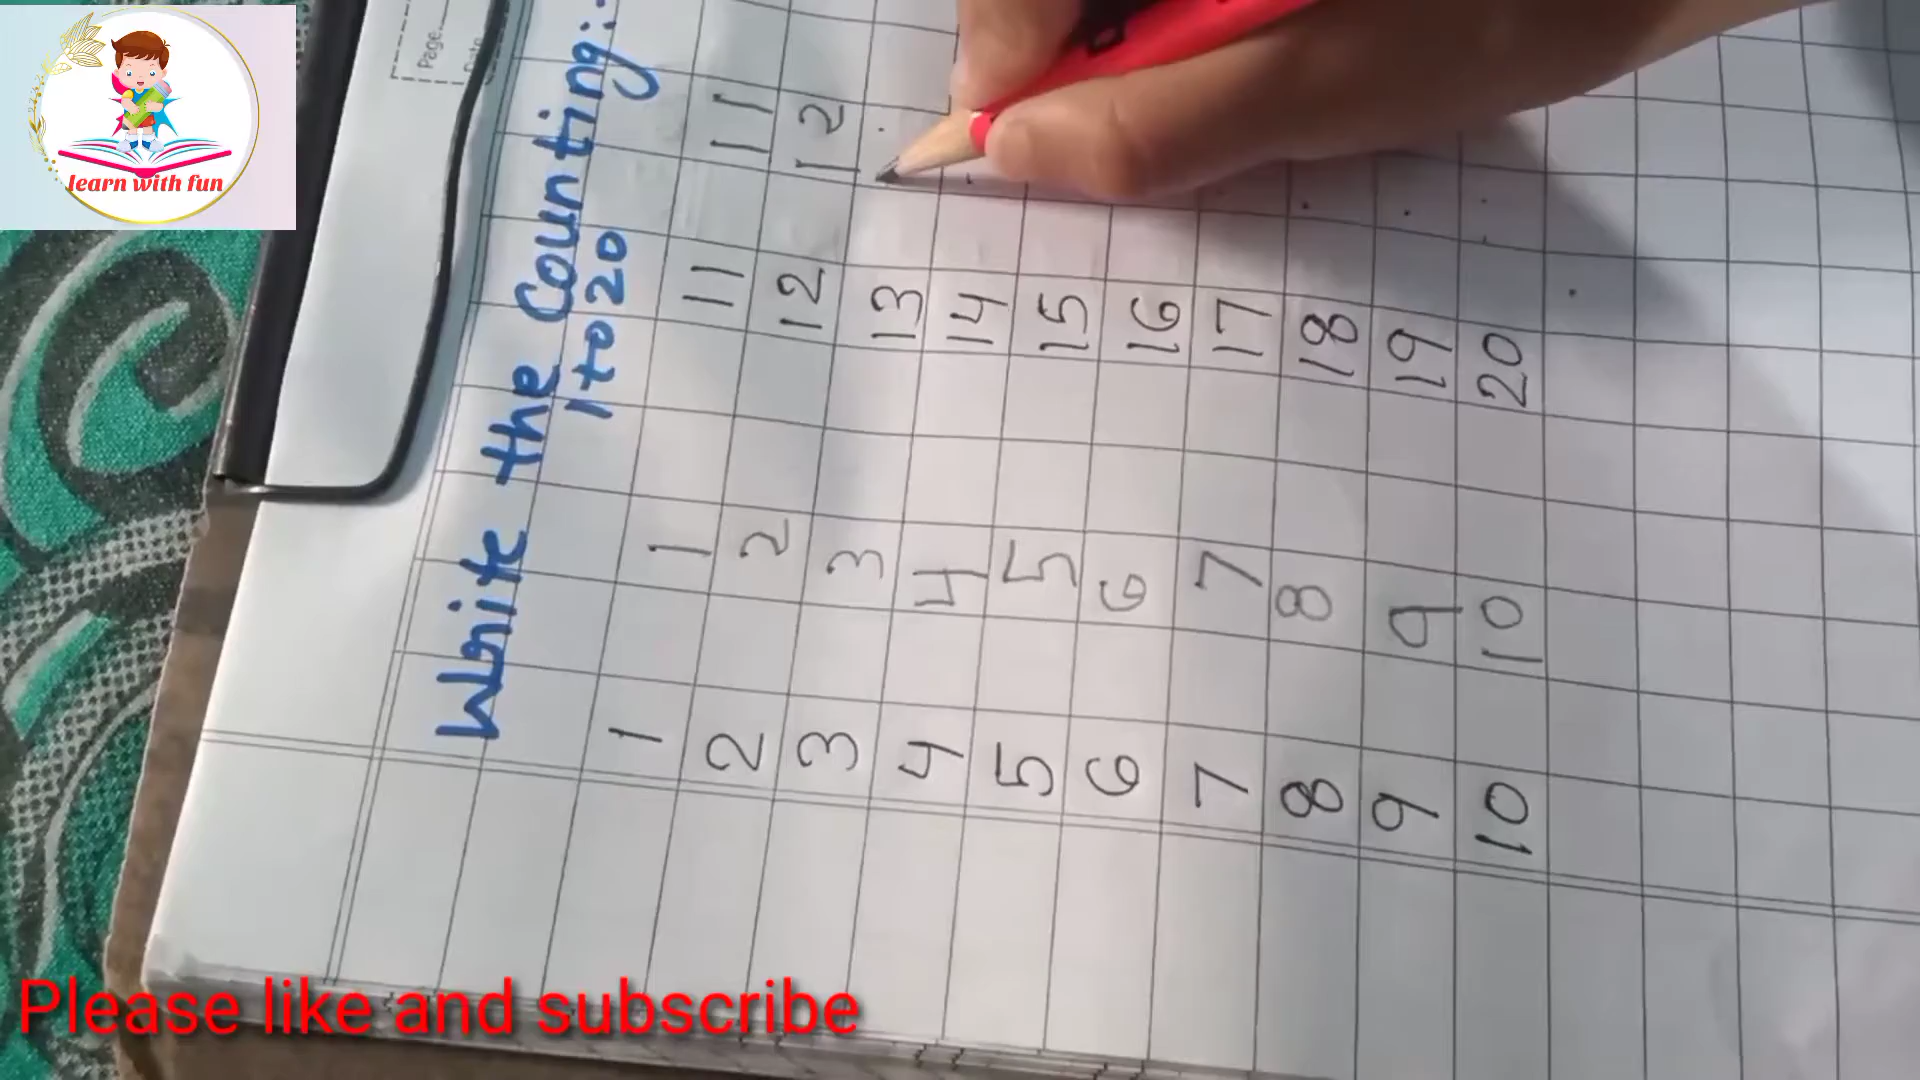 learn with fun
Page
Date
Write the Counting:-
1 to 20
1 1 11 11
2 2 12 12
3 3 13
4 4 14
5 5 15
6 6 16
7 7 17
8 8 18
9 9 19
10 10 20
Please like and subscribe